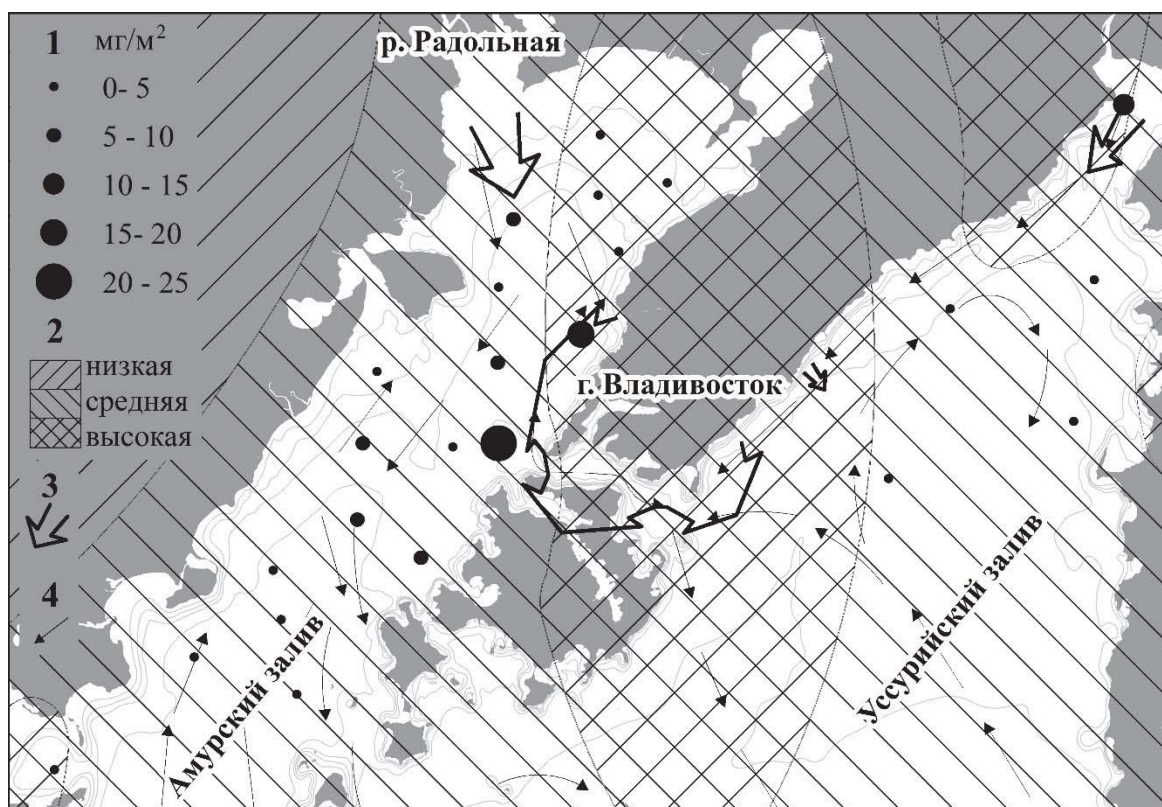 1 мг/м²
р. Радольная
0- 5
5 - 10
10 - 15
15- 20
20 - 25
2
низкая
средняя
высокая
г. Владивосток
3
4
Амурский залив
Уссурийский залив